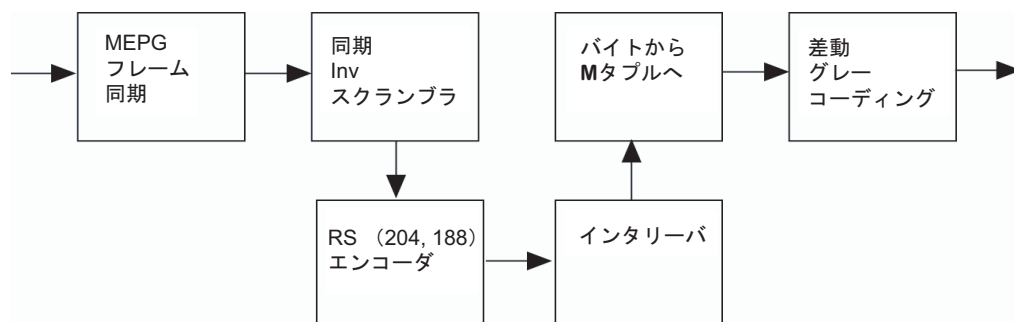 MEPG
フレーム
同期
同期
Inv
スクランブラ
RS （204, 188）
エンコーダ
インタリーバ
バイトから
Mタプルへ
差動
グレー
コーディング